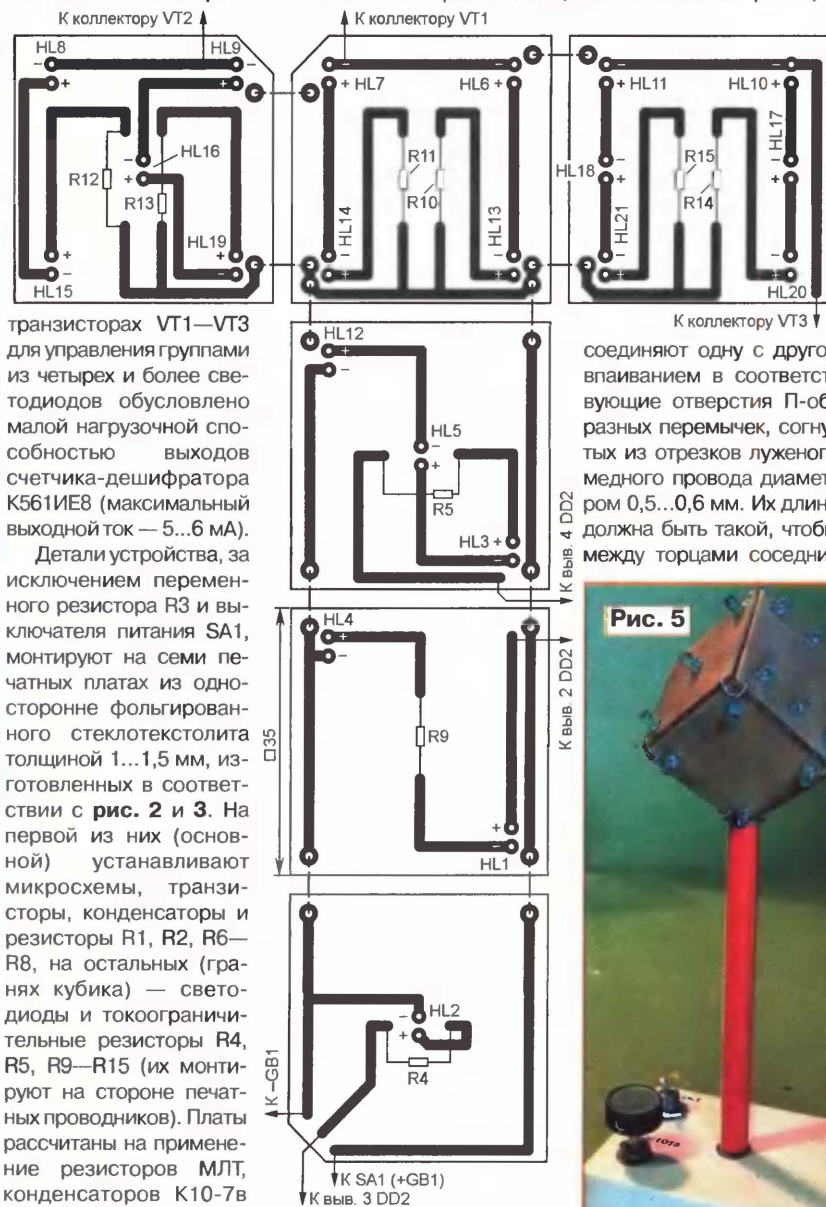 К коллектору VT2
К коллектору VT1
HL8
HL9
HL7
HL6
HL11
HL10
HL17
HL16
R12
R13
R11
R10
HL18
R15
R14
HL14
HL13
HL21
HL19
HL15
HL20
К коллектору VT3
транзисторах VT1—VT3
для управления группами
из четырех и более све-
тодиодов обусловлено
малой нагрузочной спо-
собностью выходов
счетчика-дешифратора
К561ИЕ8 (максимальный
выходной ток — 5...6 мА).
Детали устройства, за
исключением перемен-
ного резистора R3 и вы-
ключателя питания SA1,
монтируют на семи пе-
чатных платах из одно-
сторонне фольгирован-
ного стеклотекстолита
толщиной 1...1,5 мм, из-
готовленных в соответ-
ствии с рис. 2 и 3. На
первой из них (основ-
ной) устанавливают
микросхемы, транзи-
сторы, конденсаторы и
резисторы R1, R2, R6—
R8, на остальных (гра-
нях кубика) — свето-
диоды и токоограничи-
тельные резисторы R4,
R5, R9—R15 (их монти-
руют на стороне печат-
ных проводников). Платы
рассчитаны на примене-
ние резисторов МЛТ,
конденсаторов К10-7в
HL12
HL5
R5
HL3
К выв. 4 DD2
HL4
R9
HL1
□35
К выв. 2 DD2
HL2
R4
К –GB1
К SA1 (+GB1)
К выв. 3 DD2
соединяют одну с друго
впаиванием в соответст
вующие отверстия П-об
разных перемычек, согну
тых из отрезков луженог
медного провода диамет
ром 0,5...0,6 мм. Их длин
должна быть такой, чтобы
между торцами соседни
Рис. 5